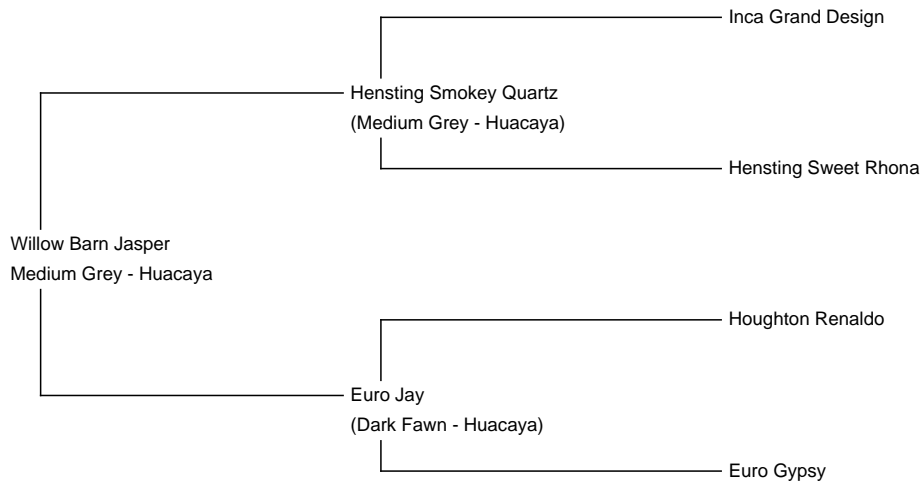 Inca Grand Design
Hensting Smokey Quartz
(Medium Grey - Huacaya)
Hensting Sweet Rhona
Willow Barn Jasper
Medium Grey - Huacaya
Houghton Renaldo
Euro Jay
(Dark Fawn - Huacaya)
Euro Gypsy